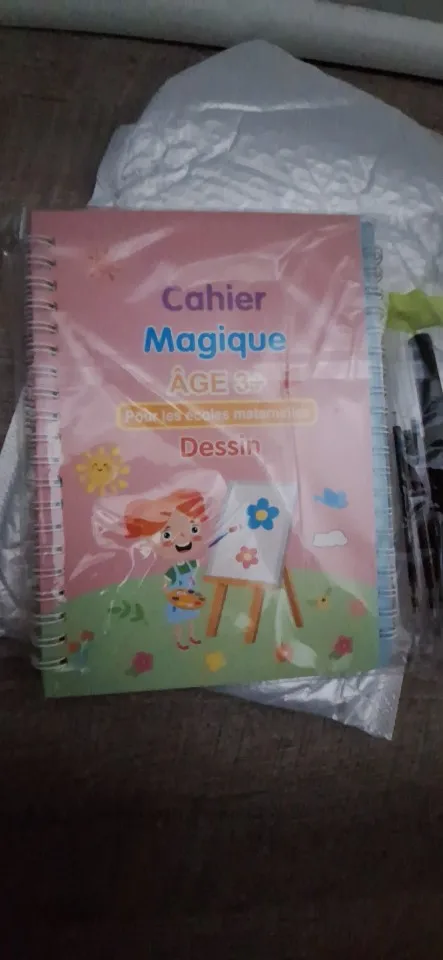 Cahier
Magique
ÂGE 3+
Pour les écoles maternelles
Dessin